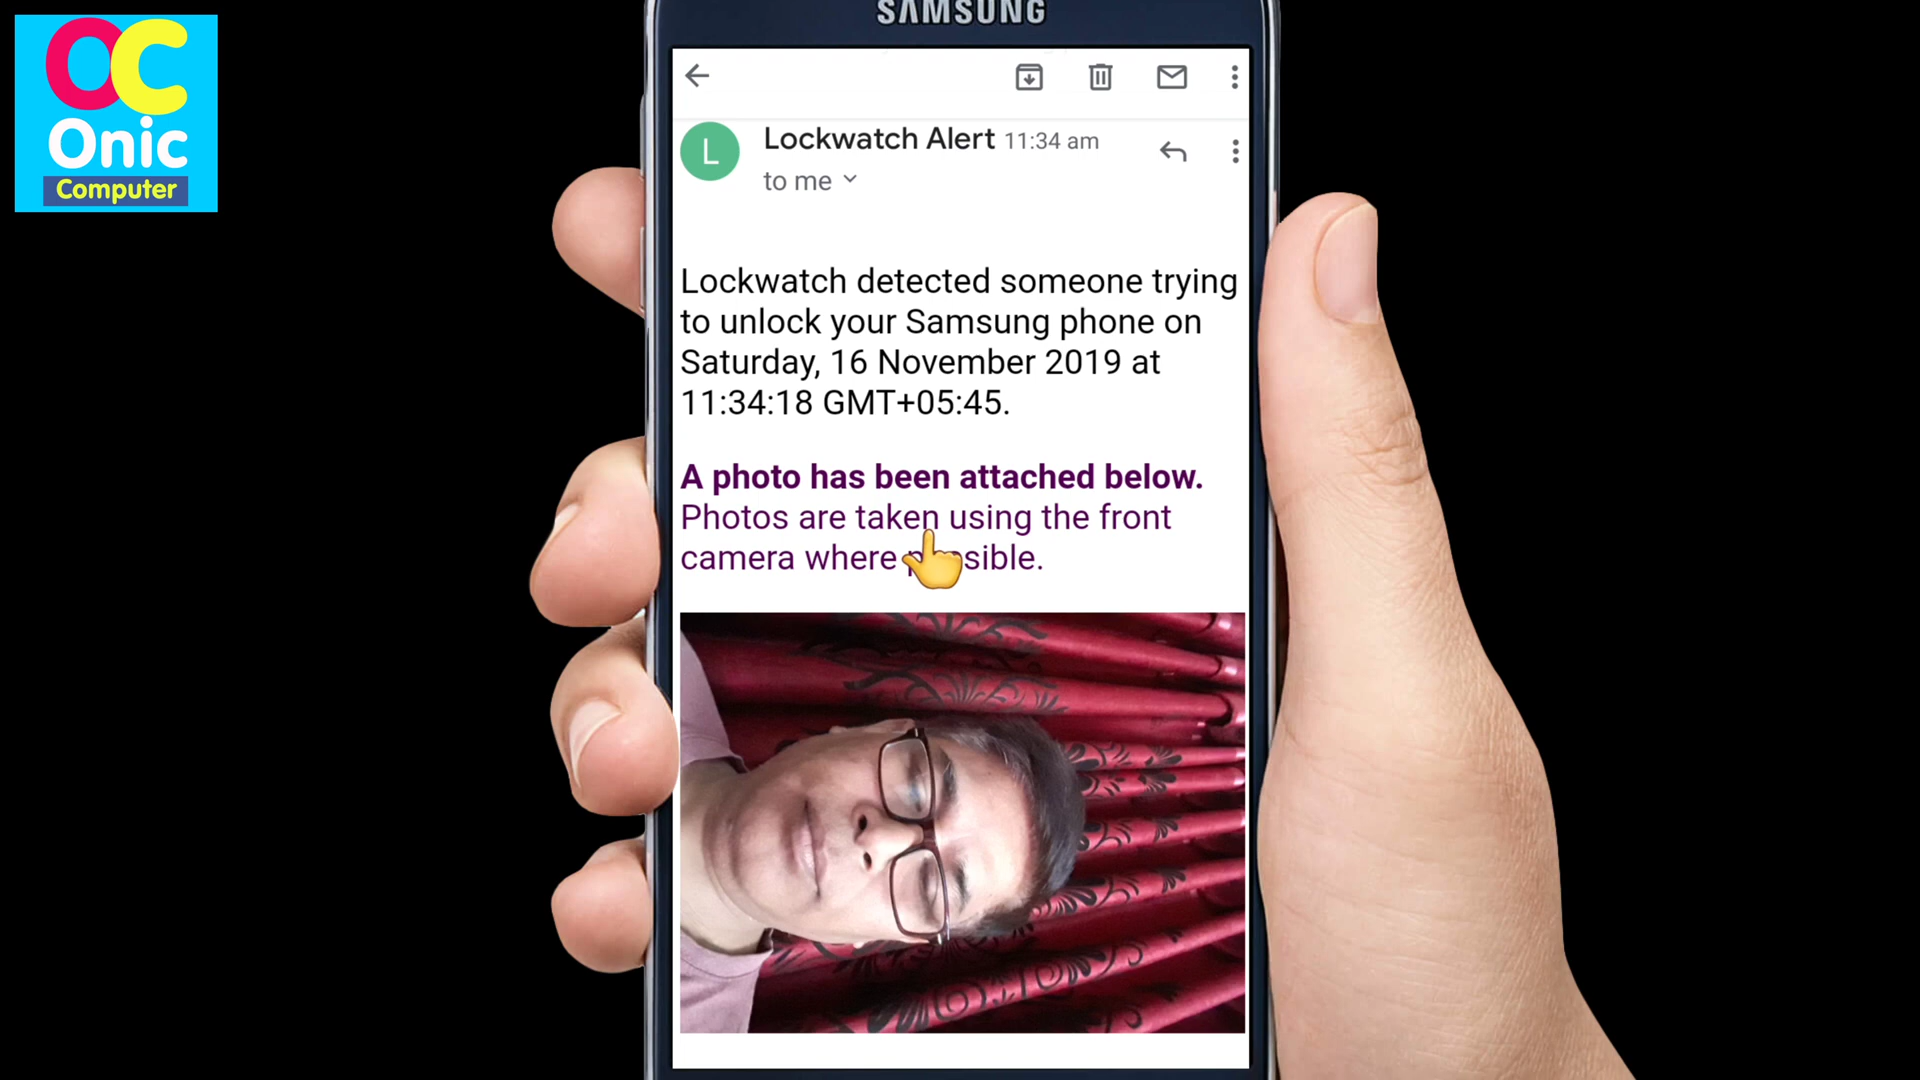 OC
Onic
Computer
SAMSUNG
L
Lockwatch Alert 11:34 am
to me
Lockwatch detected someone trying
to unlock your Samsung phone on
Saturday, 16 November 2019 at
11:34:18 GMT+05:45.
A photo has been attached below.
Photos are taken using the front
camera where sible.